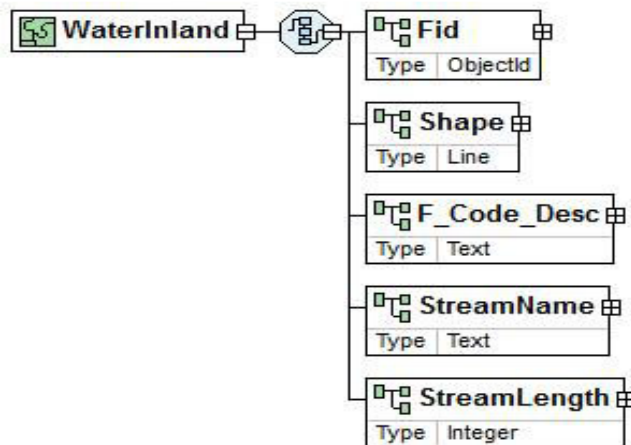 WaterInland
Fid
Type ObjectId
Shape
Type Line
F_Code_Desc
Type Text
StreamName
Type Text
StreamLength
Type Integer